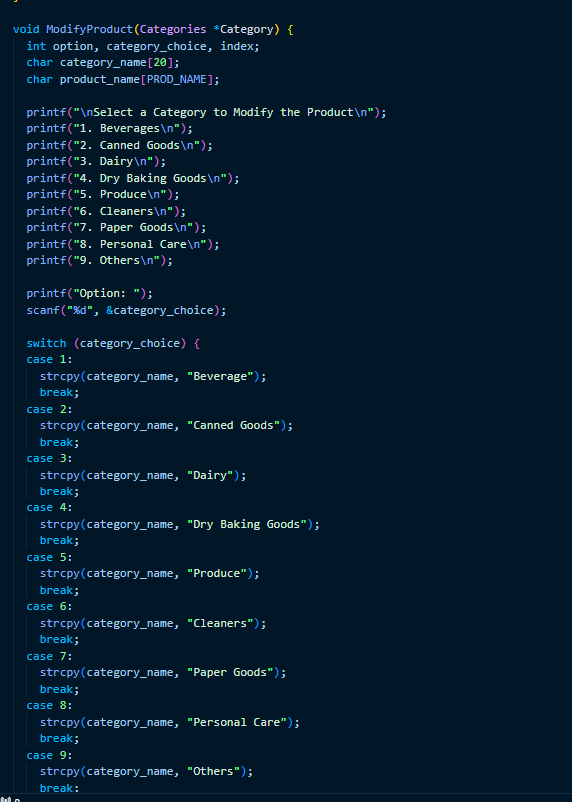 void ModifyProduct(Categories *Category) {
  int option, category_choice, index;
  char category_name[20];
  char product_name[PROD_NAME];

  printf("\nSelect a Category to Modify the Product\n");
  printf("1. Beverages\n");
  printf("2. Canned Goods\n");
  printf("3. Dairy\n");
  printf("4. Dry Baking Goods\n");
  printf("5. Produce\n");
  printf("6. Cleaners\n");
  printf("7. Paper Goods\n");
  printf("8. Personal Care\n");
  printf("9. Others\n");

  printf("Option: ");
  scanf("%d", &category_choice);

  switch (category_choice) {
  case 1:
    strcpy(category_name, "Beverage");
    break;
  case 2:
    strcpy(category_name, "Canned Goods");
    break;
  case 3:
    strcpy(category_name, "Dairy");
    break;
  case 4:
    strcpy(category_name, "Dry Baking Goods");
    break;
  case 5:
    strcpy(category_name, "Produce");
    break;
  case 6:
    strcpy(category_name, "Cleaners");
    break;
  case 7:
    strcpy(category_name, "Paper Goods");
    break;
  case 8:
    strcpy(category_name, "Personal Care");
    break;
  case 9:
    strcpy(category_name, "Others");
    break;